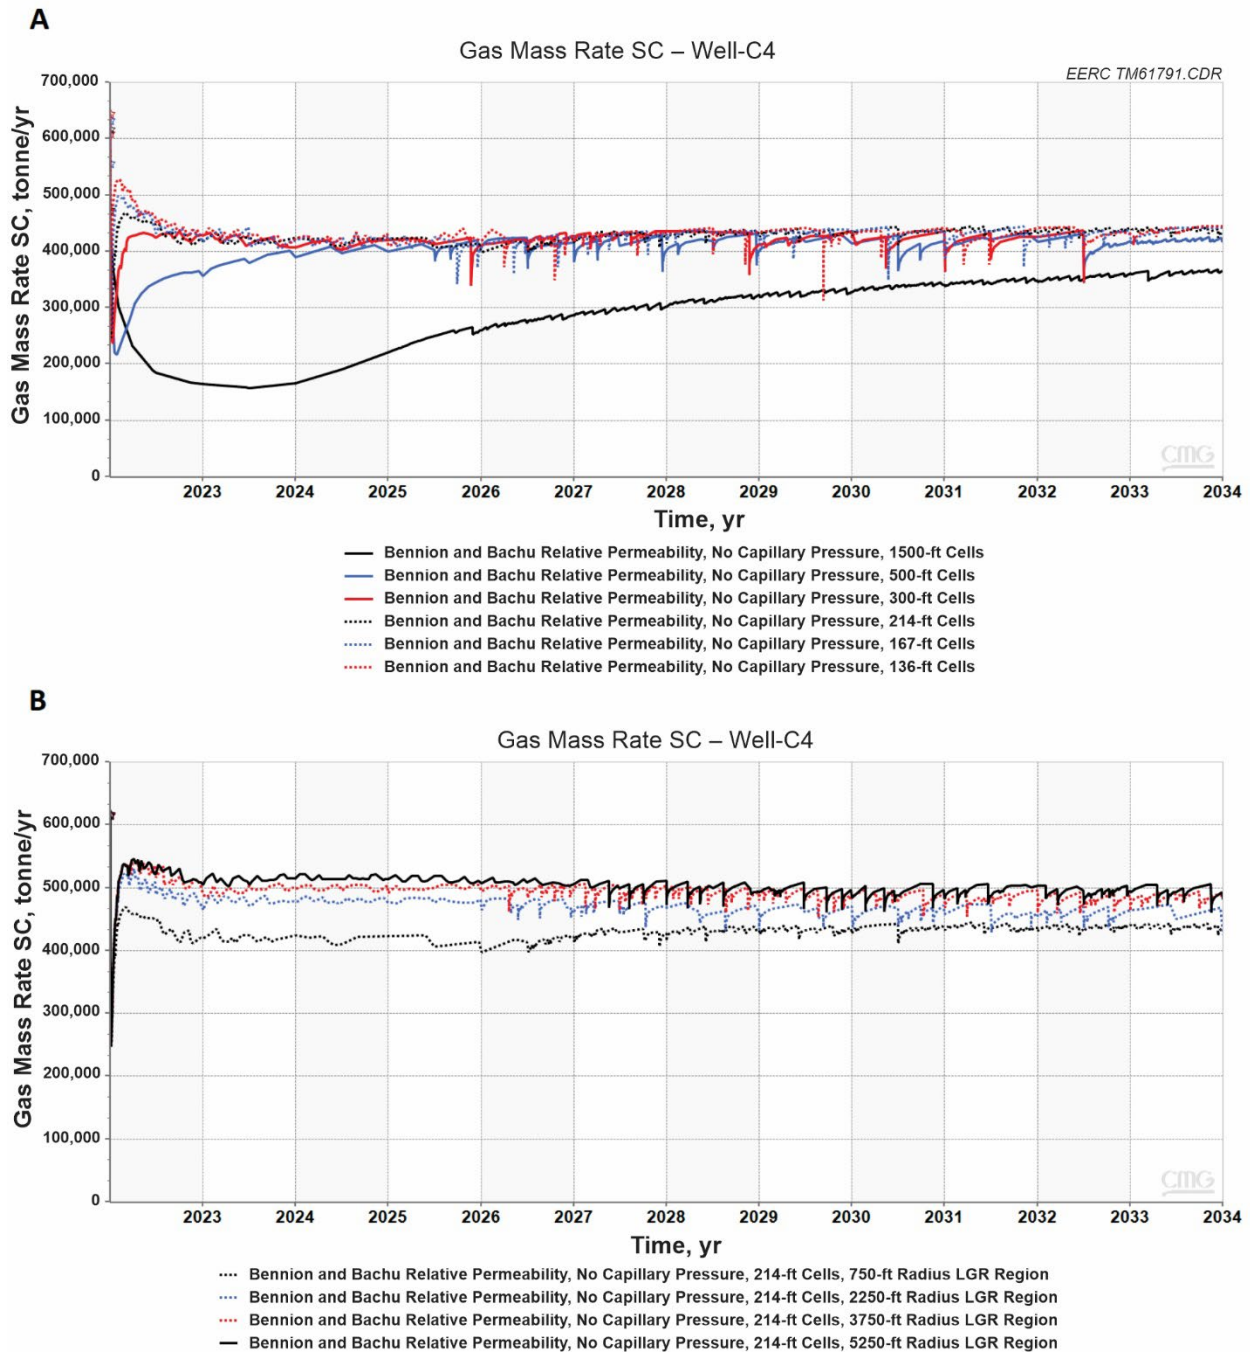 A
Gas Mass Rate SC – Well-C4
EERC TM61791.CDR
Gas Mass Rate SC, tonne/yr
700,000
600,000
500,000
400,000
300,000
200,000
100,000
0
2023 2024 2025 2026 2027 2028 2029 2030 2031 2032 2033 2034
CMG
Time, yr
Bennion and Bachu Relative Permeability, No Capillary Pressure, 1500-ft Cells
Bennion and Bachu Relative Permeability, No Capillary Pressure, 500-ft Cells
Bennion and Bachu Relative Permeability, No Capillary Pressure, 300-ft Cells
Bennion and Bachu Relative Permeability, No Capillary Pressure, 214-ft Cells
Bennion and Bachu Relative Permeability, No Capillary Pressure, 167-ft Cells
Bennion and Bachu Relative Permeability, No Capillary Pressure, 136-ft Cells
B
Gas Mass Rate SC – Well-C4
Gas Mass Rate SC, tonne/yr
700,000
600,000
500,000
400,000
300,000
200,000
100,000
0
2023 2024 2025 2026 2027 2028 2029 2030 2031 2032 2033 2034
CMG
Time, yr
Bennion and Bachu Relative Permeability, No Capillary Pressure, 214-ft Cells, 750-ft Radius LGR Region
Bennion and Bachu Relative Permeability, No Capillary Pressure, 214-ft Cells, 2250-ft Radius LGR Region
Bennion and Bachu Relative Permeability, No Capillary Pressure, 214-ft Cells, 3750-ft Radius LGR Region
Bennion and Bachu Relative Permeability, No Capillary Pressure, 214-ft Cells, 5250-ft Radius LGR Region